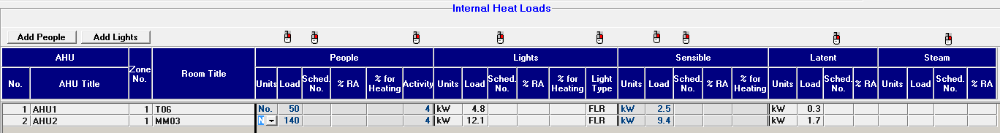 Internal Heat Loads
Add People Add Lights
AHU Zone No. Room Title People Lights Sensible Latent Steam
No. AHU Title Units Load Sched. No. % RA % for Heating Activity Units Load Sched. No. % RA % for Heating Light Type Units Load Sched. No. % RA % for Heating Units Load Sched. No. % RA Units Load Sched. No. % RA
1 AHU1 1 T06 No. 50 4 kW 4.8 FLR kW 2.5 kW 0.3
2 AHU2 1 MM03 N 140 4 kW 12.1 FLR kW 9.4 kW 1.7